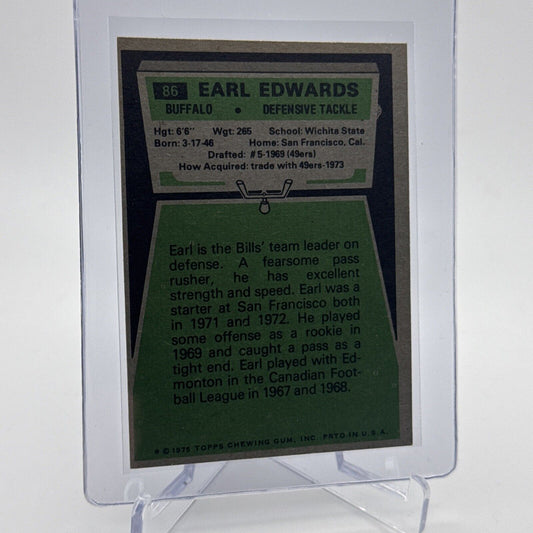 86 EARL EDWARDS
BUFFALO • DEFENSIVE TACKLE
Hgt: 6'6" Wgt: 265 School: Wichita State
Born: 3-17-46 Home: San Francisco, Cal.
Drafted: #5-1969 (49ers)
How Acquired: trade with 49ers-1973
Earl is the Bills' team leader on
defense. A fearsome pass
rusher, he has excellent
strength and speed. Earl was a
starter at San Francisco both
in 1971 and 1972. He played
some offense as a rookie in
1969 and caught a pass as a
tight end. Earl played with Ed-
monton in the Canadian Foot-
ball League in 1967 and 1968.
© 1975 TOPPS CHEWING GUM, INC. PRTD IN U.S.A.